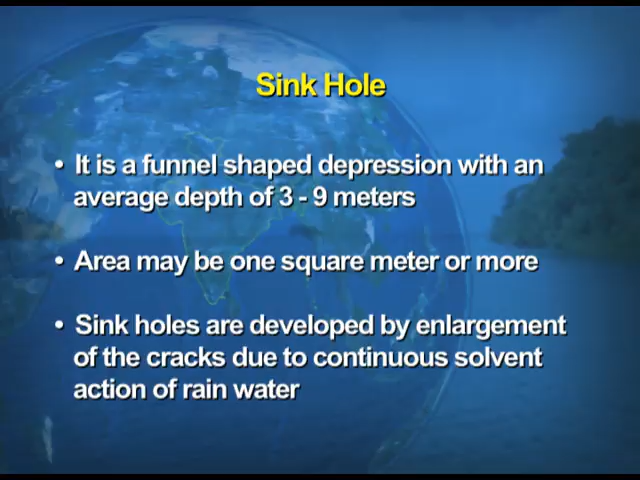 Sink Hole
• It is a funnel shaped depression with an
average depth of 3 - 9 meters
• Area may be one square meter or more
• Sink holes are developed by enlargement
of the cracks due to continuous solvent
action of rain water